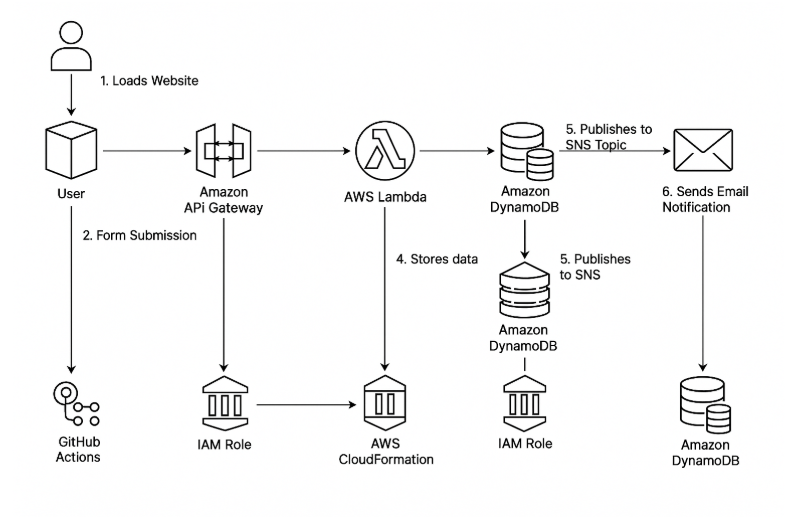 1. Loads Website
User
Amazon
APi Gateway
AWS Lambda
Amazon
DynamoDB
5. Publishes to
SNS Topic
6. Sends Email
Notification
2. Form Submission
4. Stores data
5. Publishes
to SNS
Amazon
DynamoDB
GitHub
Actions
IAM Role
AWS
CloudFormation
IAM Role
Amazon
DynamoDB